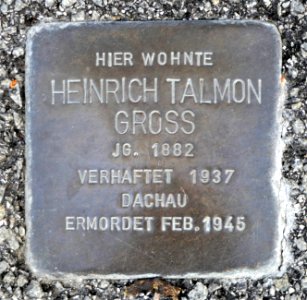 HIER WOHNTE
HEINRICH TALMON
GROSS
JG. 1882
VERHAFTET 1937
DACHAU
ERMORDET FEB. 1945